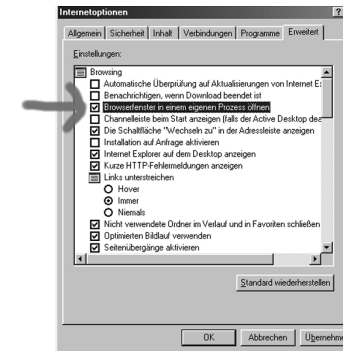 Internetoptionen ?
Allgemein Sicherheit Inhalt Verbindungen Programme Erweitert
Einstellungen:
Browsing
Automatische Überprüfung auf Aktualisierungen von Internet E
Benachrichtigen, wenn Download beendet ist
Browserfenster in einem eigenen Prozess öffnen
Channelleiste beim Start anzeigen (falls der Active Desktop dea
Die Schaltfläche "Wechseln zu" in der Adressleiste anzeigen
Installation auf Anfrage aktivieren
Internet Explorer auf dem Desktop anzeigen
Kurze HTTP-Fehlermeldungen anzeigen
Links unterstreichen
Hover
Immer
Niemals
Nicht verwendete Ordner im Verlauf und in Favoriten schließen
Optimierten Bildlauf verwenden
Seitenübergänge aktivieren
Standard wiederherstellen
OK Abbrechen Übernehme